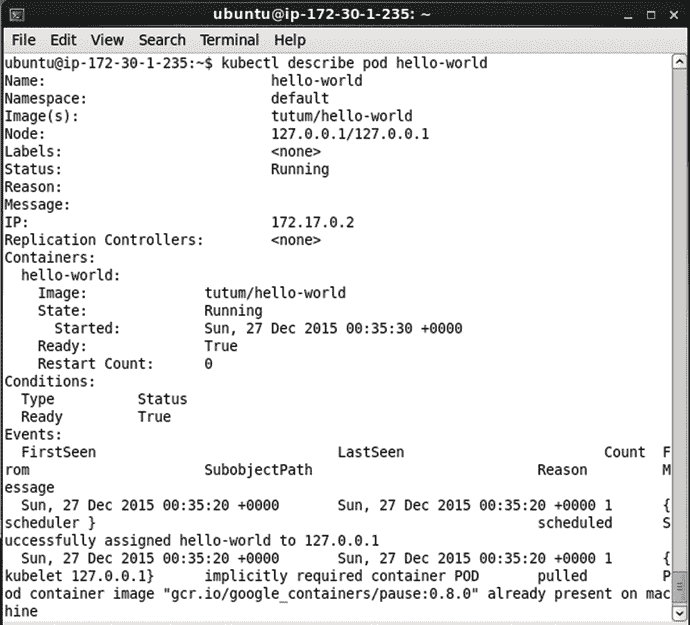 ubuntu@ip-172-30-1-235: ~
File Edit View Search Terminal Help
ubuntu@ip-172-30-1-235:~$ kubectl describe pod hello-world
Name: hello-world
Namespace: default
Image(s): tutum/hello-world
Node: 127.0.0.1/127.0.0.1
Labels: <none>
Status: Running
Reason:
Message:
IP: 172.17.0.2
Replication Controllers: <none>
Containers:
hello-world:
Image: tutum/hello-world
State: Running
Started: Sun, 27 Dec 2015 00:35:30 +0000
Ready: True
Restart Count: 0
Conditions:
Type Status
Ready True
Events:
FirstSeen LastSeen Count F
rom SubobjectPath Reason M
essage
Sun, 27 Dec 2015 00:35:20 +0000 Sun, 27 Dec 2015 00:35:20 +0000 1 {
scheduler } scheduled S
uccessfully assigned hello-world to 127.0.0.1
Sun, 27 Dec 2015 00:35:20 +0000 Sun, 27 Dec 2015 00:35:20 +0000 1 {
kubelet 127.0.0.1} implicitly required container POD pulled P
od container image "gcr.io/google_containers/pause:0.8.0" already present on mac
hine